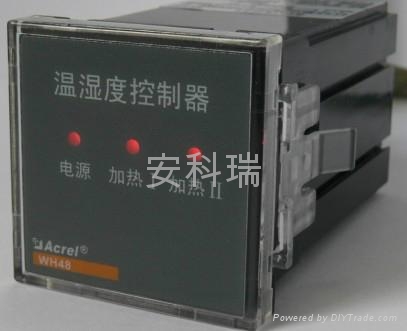 温湿度控制器
电源 加热 I 加热 II
安科瑞
Acrel®
WH48
Powered by DIYTrade.com